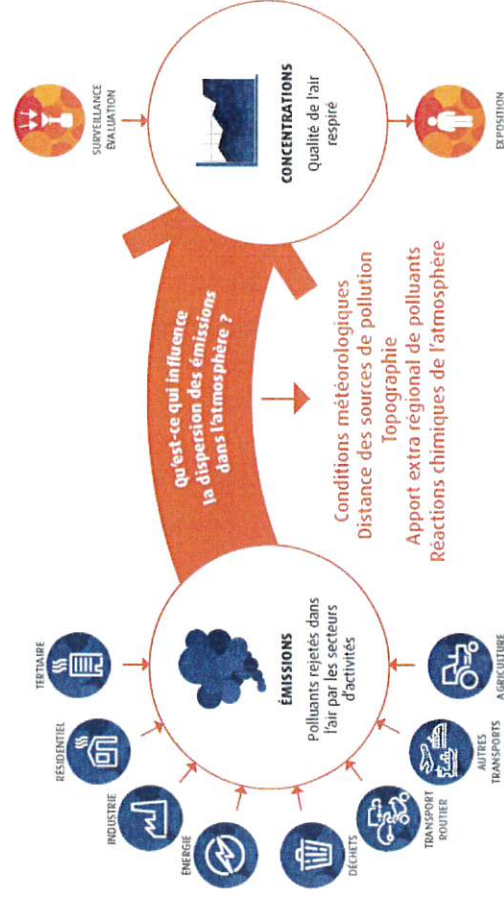 TERTIAIRE
RÉSIDENTIEL
INDUSTRIE
ÉNERGIE
DÉCHETS
TRANSPORT
ROUTIER
AUTRES
TRANSPORTS
AGRICULTURE
ÉMISSIONS
Polluants rejetés dans
l'air par les secteurs
d'activités
qu'est-ce qui influence
la dispersion des émissions
dans l'atmosphère ?
Conditions météorologiques
Distance des sources de pollution
Topographie
Apport extra régional de polluants
Réactions chimiques de l'atmosphère
SURVEILLANCE
ÉVALUATION
CONCENTRATIONS
Qualité de l'air
respiré
EXPOSITION